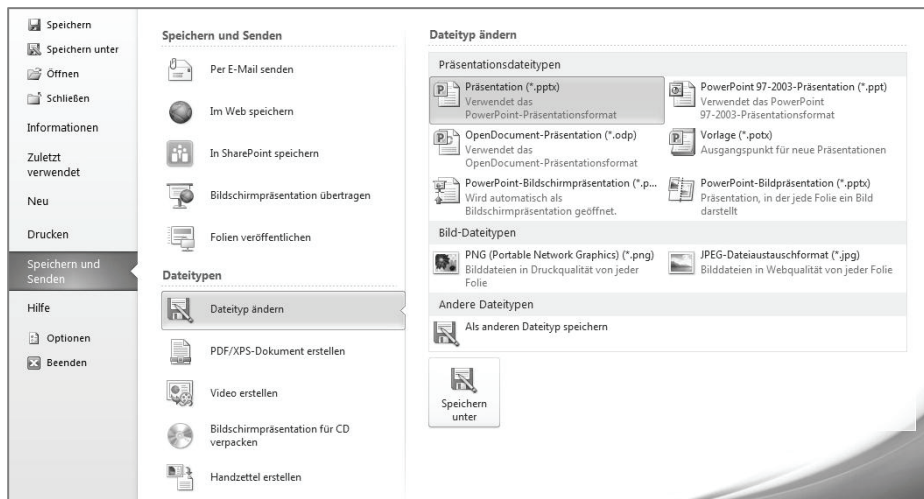 Speichern
Speichern unter
Öffnen
Schließen
Informationen
Zuletzt
verwendet
Neu
Drucken
Speichern und
Senden
Hilfe
Optionen
Beenden
Speichern und Senden
Per E-Mail senden
Im Web speichern
In SharePoint speichern
Bildschirmpräsentation übertragen
Folien veröffentlichen
Dateitypen
Dateityp ändern
PDF/XPS-Dokument erstellen
Video erstellen
Bildschirmpräsentation für CD
verpacken
Handzettel erstellen
Dateityp ändern
Präsentationsdateitypen
Präsentation (*.pptx)
Verwendet das
PowerPoint-Präsentationsformat
PowerPoint 97-2003-Präsentation (*.ppt)
Verwendet das PowerPoint
97-2003-Präsentationsformat
OpenDocument-Präsentation (*.odp)
Verwendet das
OpenDocument-Präsentationsformat
Vorlage (*.potx)
Ausgangspunkt für neue Präsentationen
PowerPoint-Bildschirmpräsentation (*.p...
Wird automatisch als
Bildschirmpräsentation geöffnet.
PowerPoint-Bildpräsentation (*.pptx)
Präsentation, in der jede Folie ein Bild
darstellt
Bild-Dateitypen
PNG (Portable Network Graphics) (*.png)
Bilddateien in Druckqualität von jeder
Folie
JPEG-Dateiaustauschformat (*.jpg)
Bilddateien in Webqualität von jeder Folie
Andere Dateitypen
Als anderen Dateityp speichern
Speichern
unter